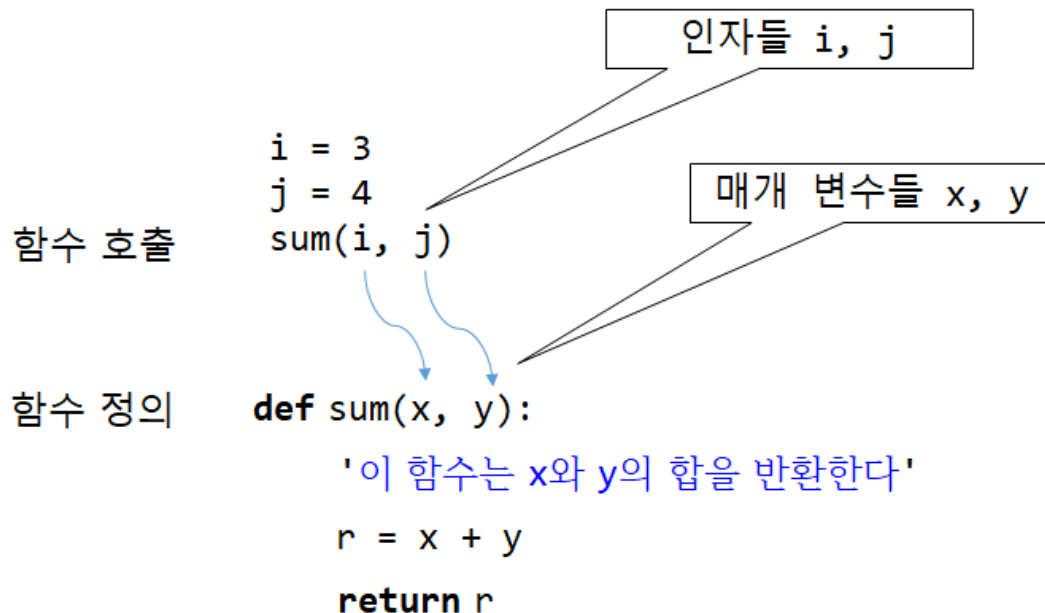 인자들 i, j
i = 3
j = 4
매개 변수들 x, y
함수 호출 sum(i, j)
함수 정의 def sum(x, y):
'이 함수는 x와 y의 합을 반환한다'
r = x + y
return r